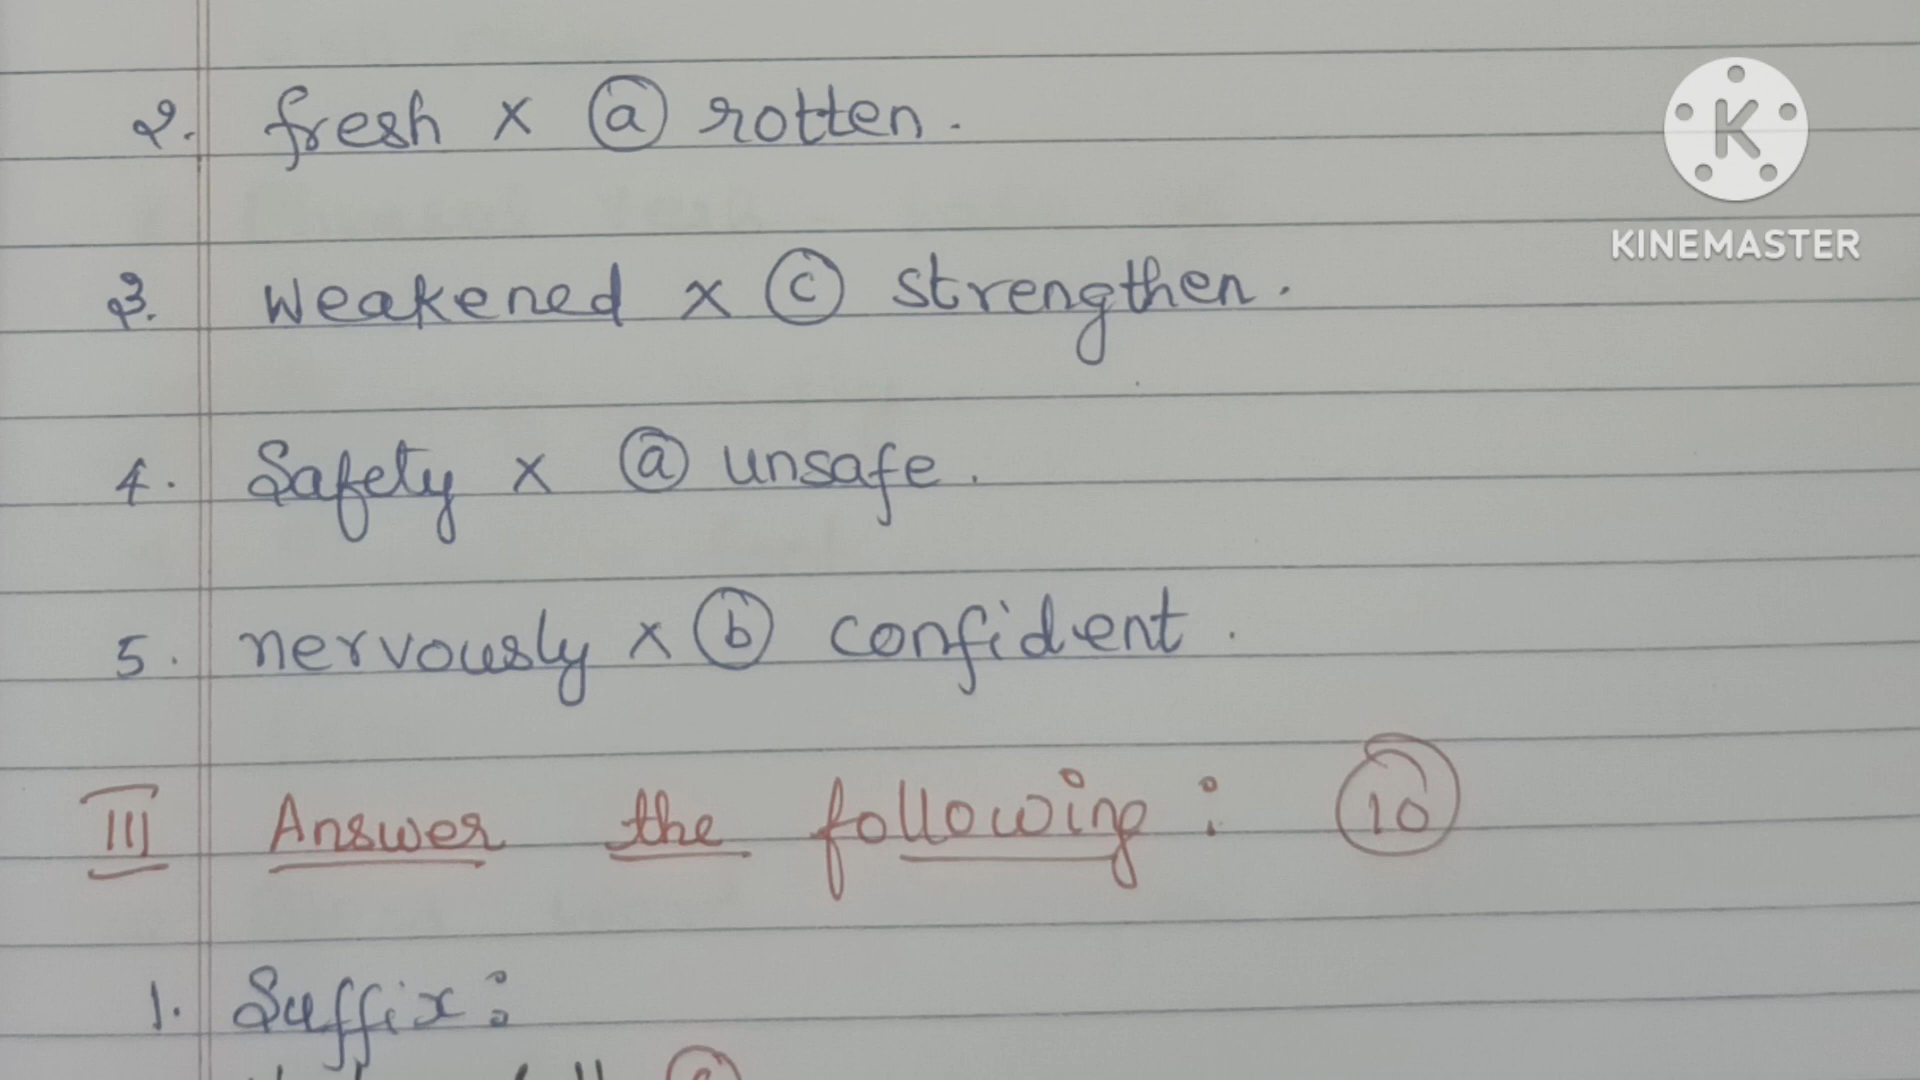 2. fresh x (a) rotten.
K
KINEMASTER
3. Weakened x (c) strengthen.
4. Safety x (a) unsafe.
5. nervously x (b) confident.
III Answer the following: (10)
1. Suffix: